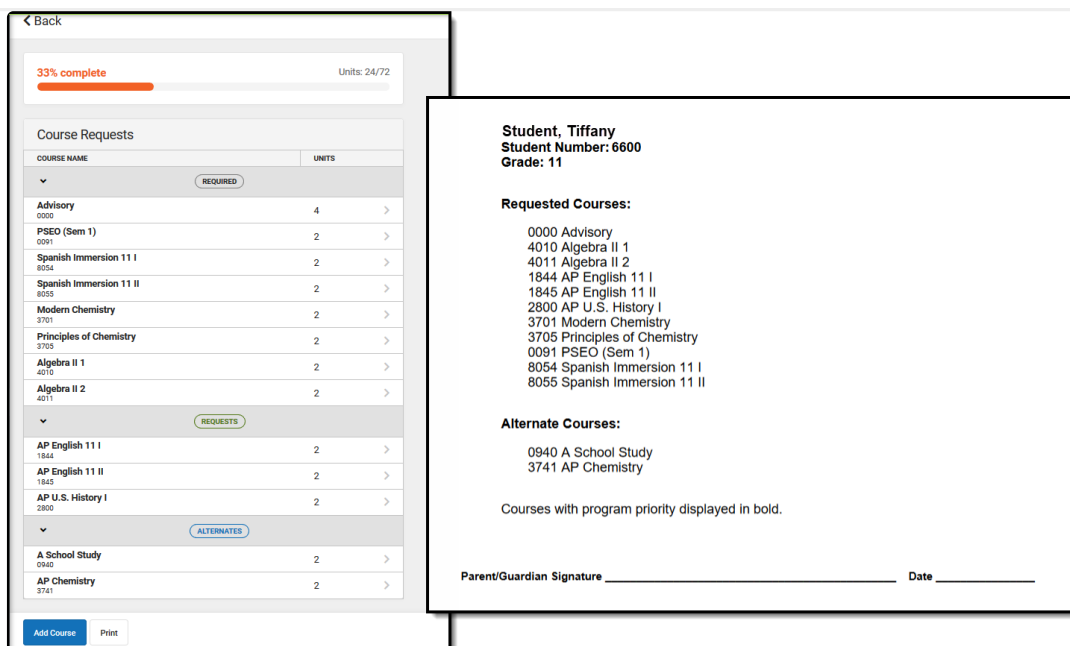 Back
33% complete Units: 24/72
Course Requests
COURSE NAME UNITS
REQUIRED
Advisory 4
0000
PSEO (Sem 1) 2
0091
Spanish Immersion 11 I 2
8054
Spanish Immersion 11 II 2
8055
Modern Chemistry 2
3701
Principles of Chemistry 2
3705
Algebra II 1 2
4010
Algebra II 2 2
4011
REQUESTS
AP English 11 I 2
1844
AP English 11 II 2
1845
AP U.S. History I 2
2800
ALTERNATES
A School Study 2
0940
AP Chemistry 2
3741
Add Course Print
Student, Tiffany
Student Number: 6600
Grade: 11
Requested Courses:
0000 Advisory
4010 Algebra II 1
4011 Algebra II 2
1844 AP English 11 I
1845 AP English 11 II
2800 AP U.S. History I
3701 Modern Chemistry
3705 Principles of Chemistry
0091 PSEO (Sem 1)
8054 Spanish Immersion 11 I
8055 Spanish Immersion 11 II
Alternate Courses:
0940 A School Study
3741 AP Chemistry
Courses with program priority displayed in bold.
Parent/Guardian Signature Date